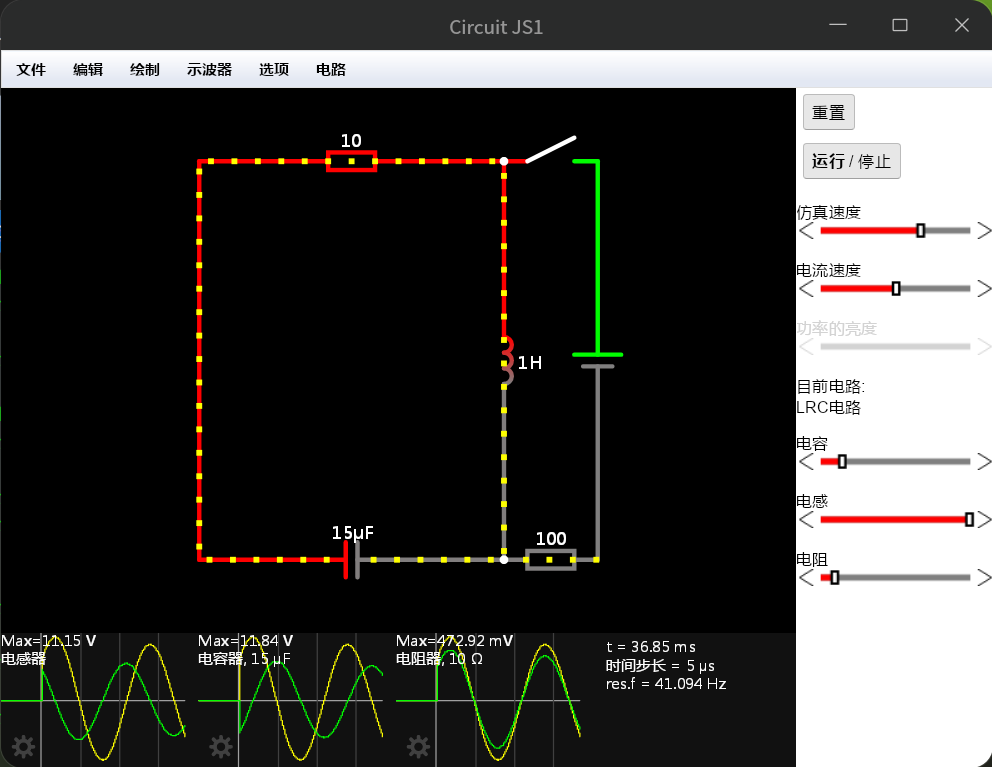 Circuit JS1
文件 编辑 绘制 示波器 选项 电路
重置
运行 / 停止
仿真速度
电流速度
功率的亮度
目前电路:
LRC电路
电容
电感
电阻
10
1H
15μF
100
Max=11.15 V
电感器
Max=11.84 V
电容器, 15 μF
Max=472.92 mV
电阻器, 10 Ω
t = 36.85 ms
时间步长 = 5 μs
res.f = 41.094 Hz